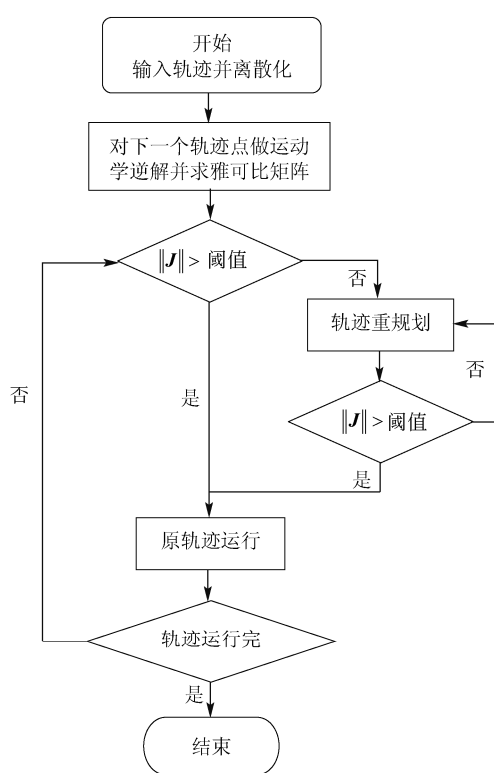 开始
输入轨迹并离散化
对下一个轨迹点做运动
学逆解并求雅可比矩阵
‖J‖> 阈值
否
轨迹重规划
否
否
是
‖J‖>阈值
是
原轨迹运行
轨迹运行完
是
结束